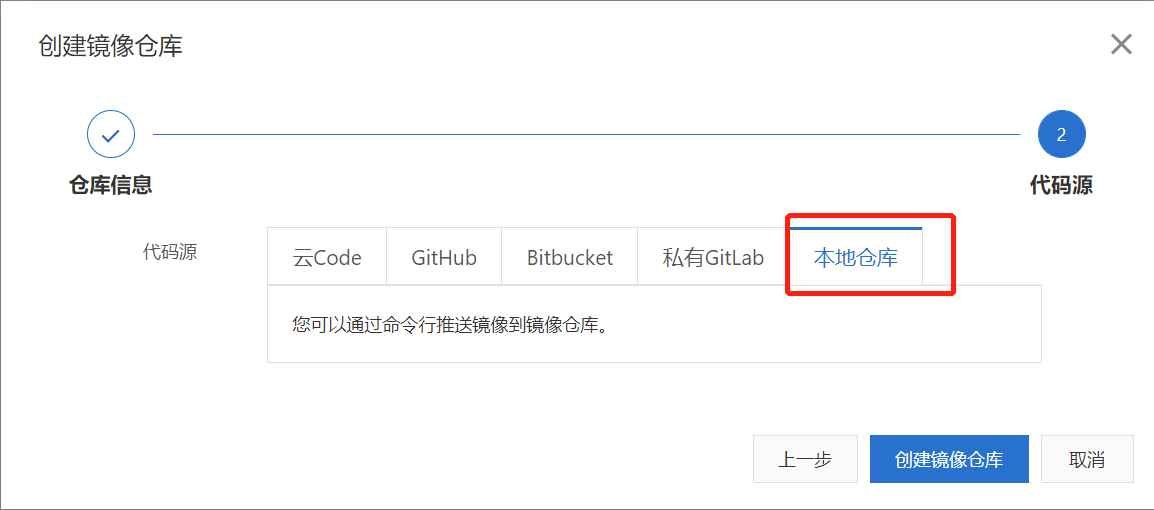 创建镜像仓库
2
仓库信息 代码源
代码源 云Code GitHub Bitbucket 私有GitLab 本地仓库
您可以通过命令行推送镜像到镜像仓库。
上一步 创建镜像仓库 取消